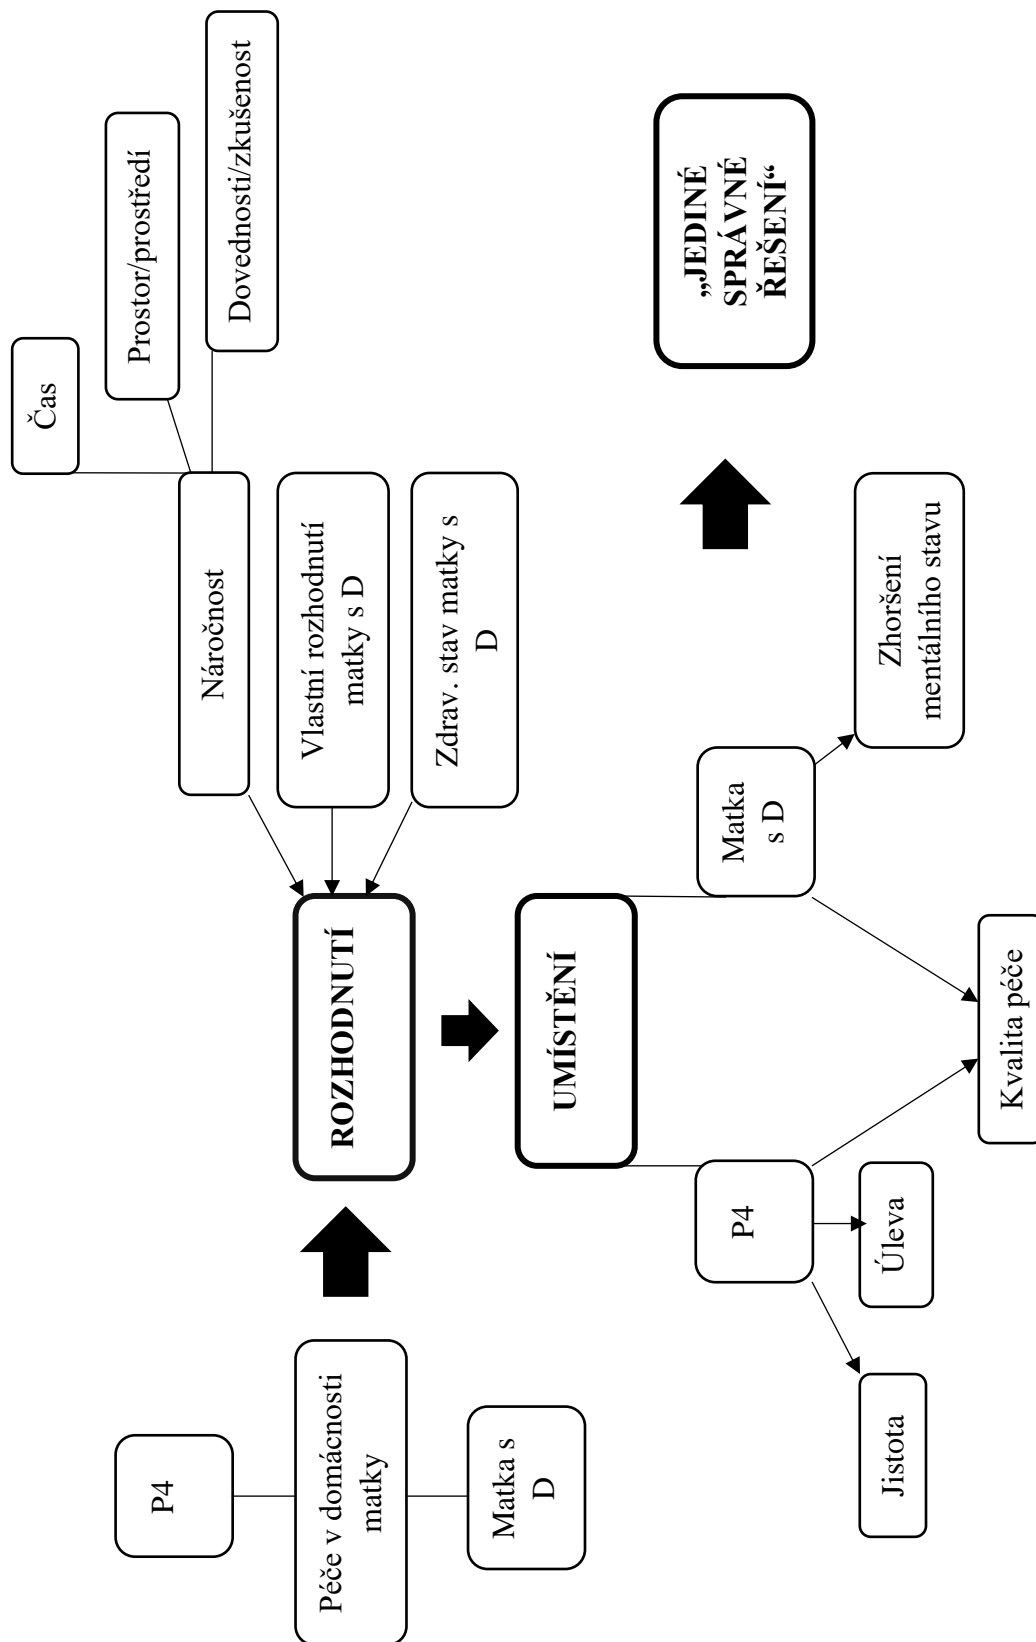 P4
Péče v domácnosti
matky
Matka s
D
ROZHODNUTÍ
Náročnost
Čas
Prostor/prostředí
Dovednosti/zkušenost
Vlastní rozhodnutí
matky s D
Zdrav. stav matky s
D
UMÍSTĚNÍ
P4
Matka
s D
Jistota
Úleva
Kvalita péče
Zhoršení
mentálního stavu
„JEDINÉ
SPRÁVNÉ
ŘEŠENÍ“